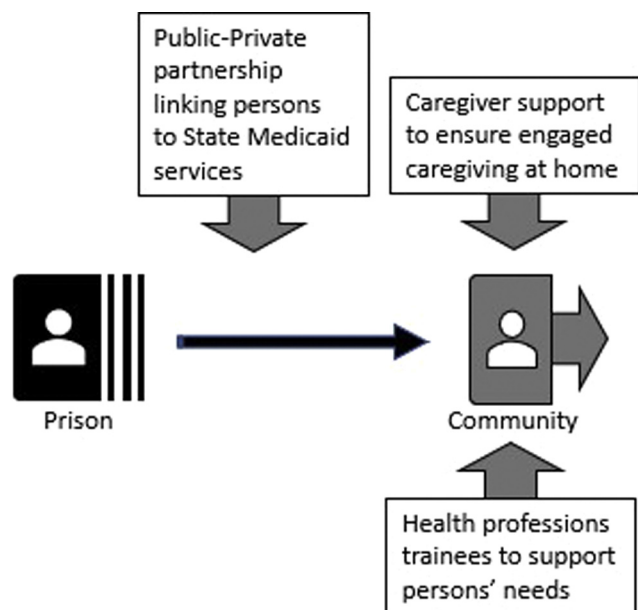 Public-Private
partnership
linking persons
to State Medicaid
services
Caregiver support
to ensure engaged
caregiving at home
Prison
Community
Health professions
trainees to support
persons' needs